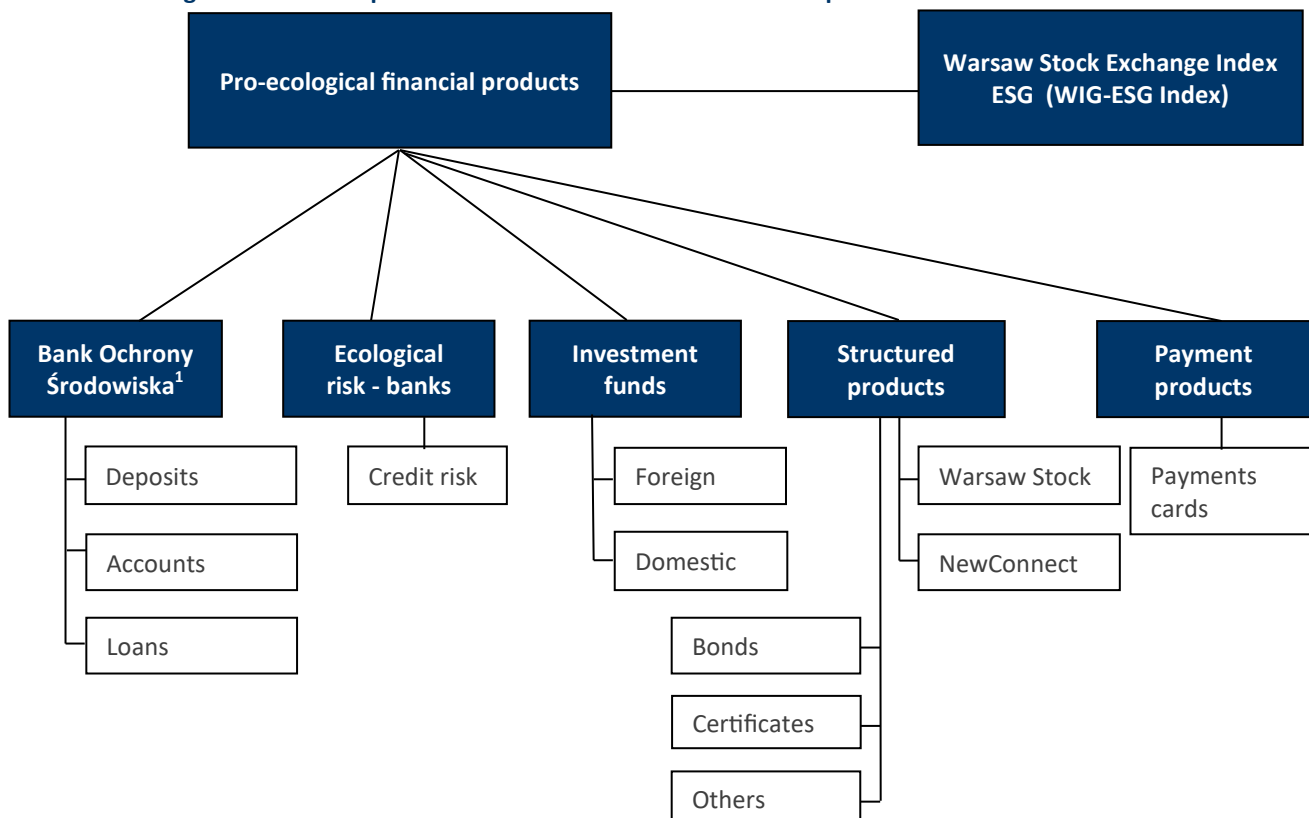 Pro-ecological financial products
Warsaw Stock Exchange Index
ESG (WIG-ESG Index)
Bank Ochrony
Środowiska¹
Ecological
risk - banks
Investment
funds
Structured
products
Payment
products
Deposits
Accounts
Loans
Credit risk
Foreign
Domestic
Warsaw Stock
NewConnect
Bonds
Certificates
Others
Payments
cards